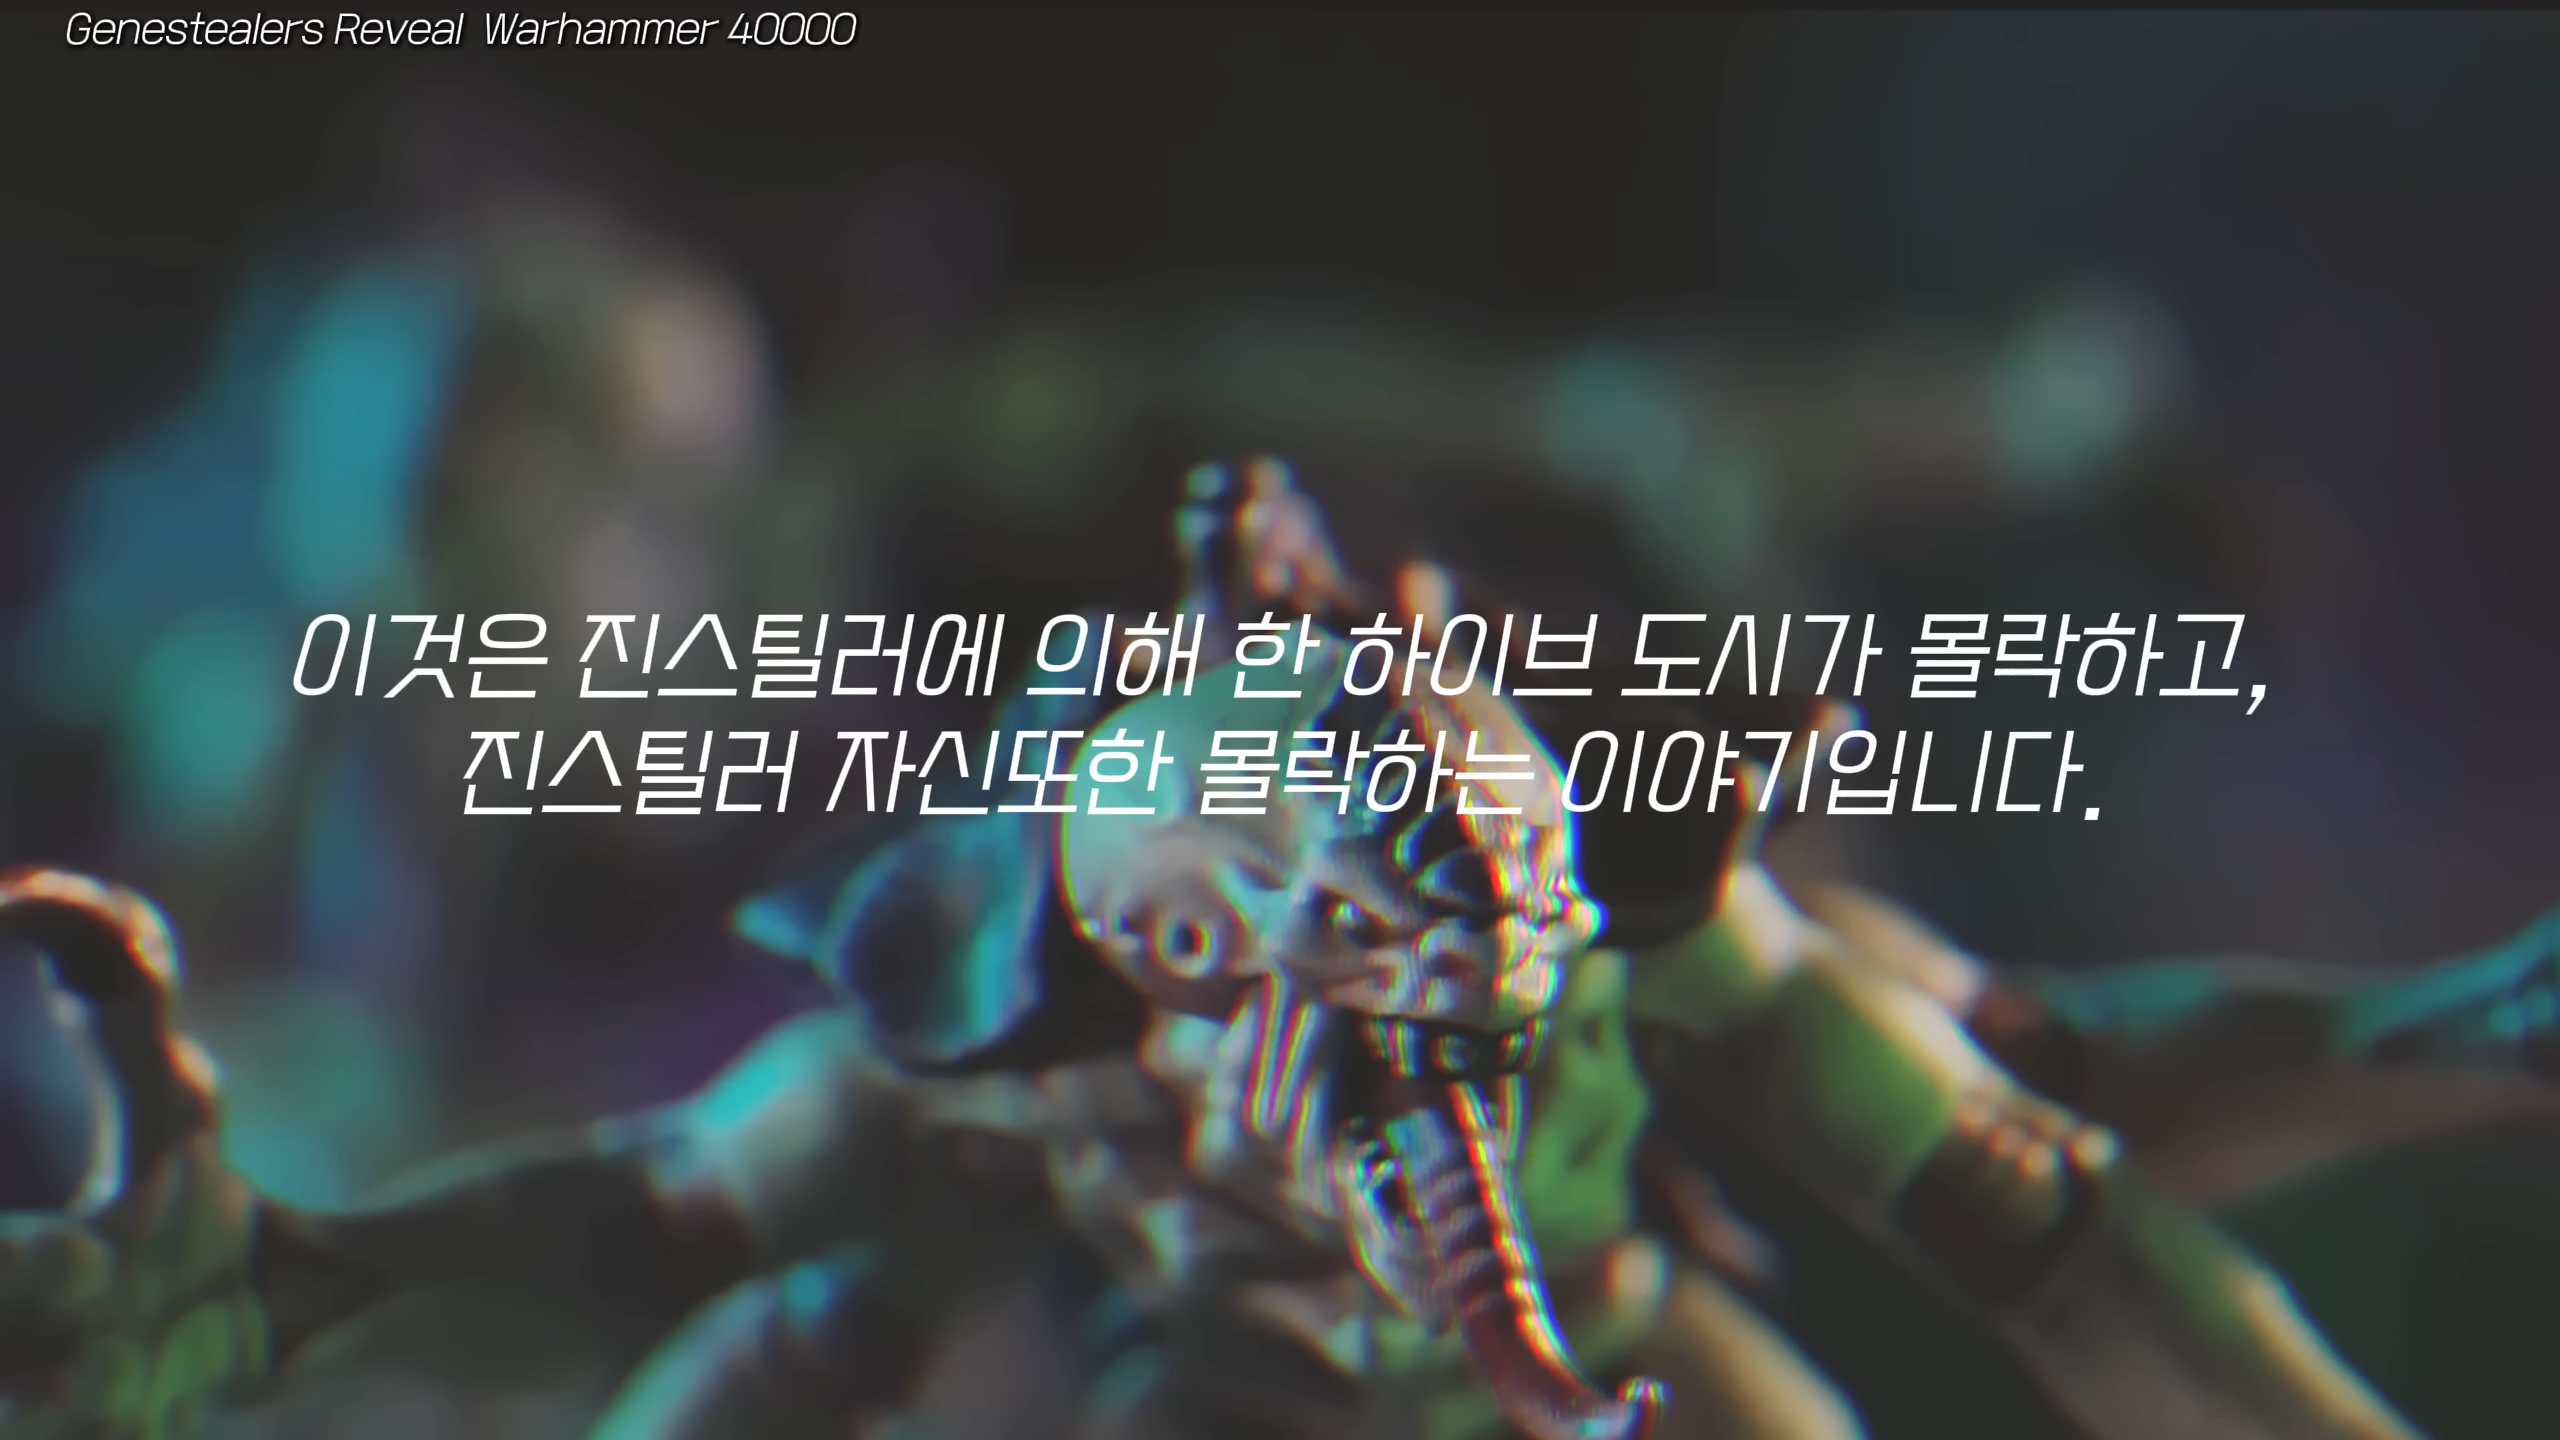 Genestealers Reveal Warhammer 40000
이것은 진스틸러에 의해 한 하이브 도시가 몰락하고,
진스틸러 자신또한 몰락하는 이야기입니다.